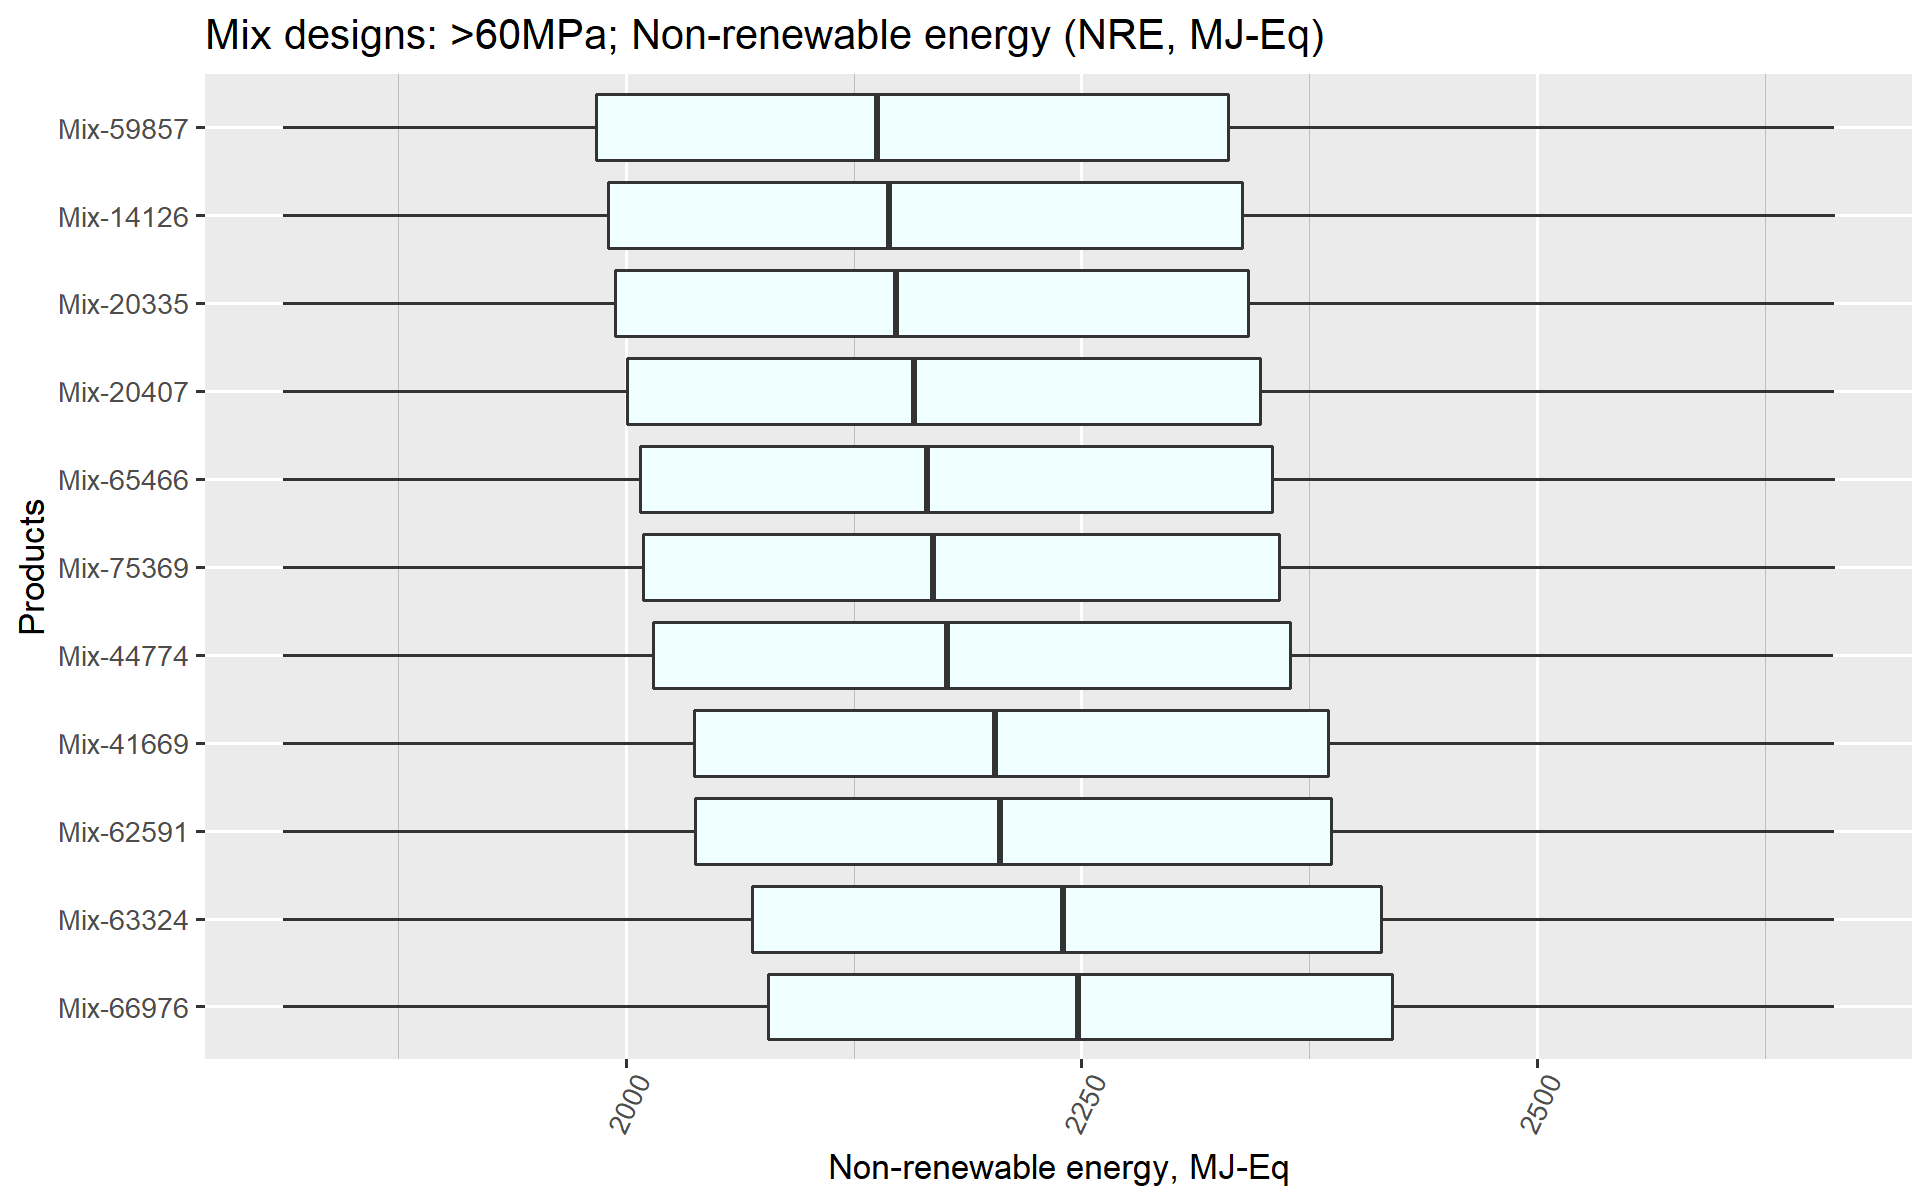 Mix designs: >60MPa; Non-renewable energy (NRE, MJ-Eq)
Products
Mix-59857
Mix-14126
Mix-20335
Mix-20407
Mix-65466
Mix-75369
Mix-44774
Mix-41669
Mix-62591
Mix-63324
Mix-66976
2000
2250
2500
Non-renewable energy, MJ-Eq